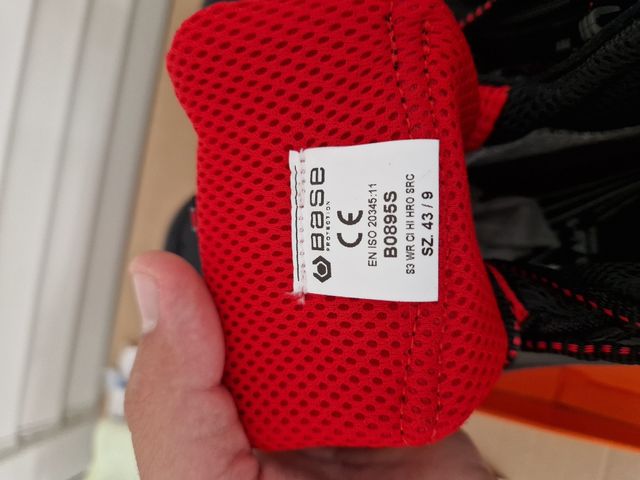 BASE
PROTECTION
CE
EN ISO 20345:11
B0895S
S3 WR CI HI HRO SRC
SZ. 43 / 9